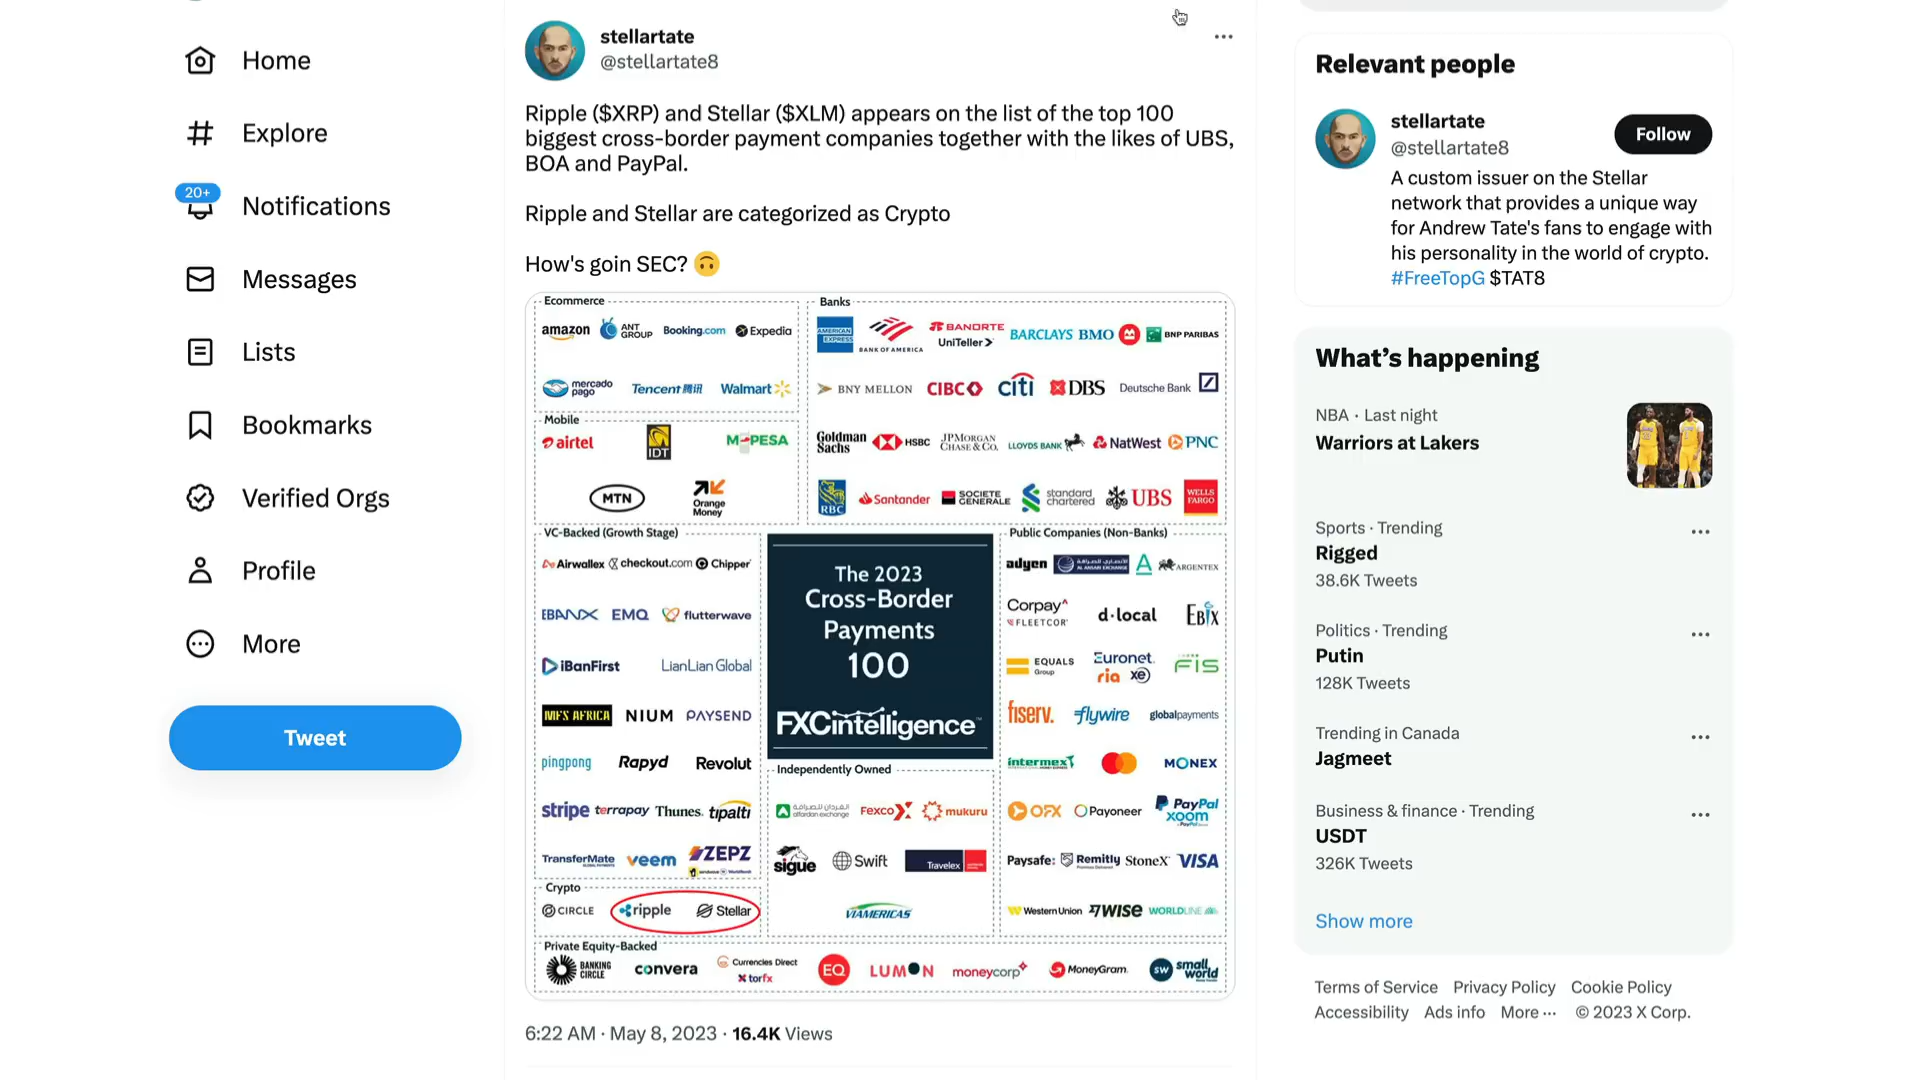 Home
Explore
20+
Notifications
Messages
Lists
Bookmarks
Verified Orgs
Profile
More
Tweet
stellartate
@stellartate8
Ripple ($XRP) and Stellar ($XLM) appears on the list of the top 100
biggest cross-border payment companies together with the likes of UBS,
BOA and PayPal.
Ripple and Stellar are categorized as Crypto
How's goin SEC? 🙃
Ecommerce
amazon ANT GROUP Booking.com Expedia
mercado pago Tencent 腾讯 Walmart
Mobile
airtel IDT M-PESA
MTN Orange Money
Banks
AMERICAN EXPRESS BANK OF AMERICA BANORTE UniTeller BARCLAYS BMO BNP PARIBAS
BNY MELLON CIBC citi DBS Deutsche Bank
Goldman Sachs HSBC JPMORGAN CHASE & CO. LLOYDS BANK NatWest PNC
RBC Santander SOCIETE GENERALE standard chartered UBS WELLS FARGO
VC-Backed (Growth Stage)
Airwallex checkout.com Chipper
EBANX EMQ flutterwave
iBanFirst LianLian Global
MFS AFRICA NIUM PAYSEND
pingpong Rapyd Revolut
stripe terrapay Thunes. tipalti
TransferMate veem ZEPZ
Crypto
CIRCLE ripple Stellar
The 2023
Cross-Border
Payments
100
FXCintelligence
Independently Owned
alfardan exchange FEXCO mukuru
sigue Swift Travelex
VIAMERICAS
Public Companies (Non-Banks)
adyen AL ANSARI EXCHANGE ARGENTEX
Corpay FLEETCOR d·local EBIX
EQUALS Group Euronet ria xe FIS
fiserv. flywire globalpayments
intermex MONEX
OFX Payoneer PayPal xoom
Paysafe: Remitly StoneX VISA
WesternUnion WISE WORLDLINE
Private Equity-Backed
BANKING CIRCLE convera Currencies Direct torfx EQ LUMON moneycorp MoneyGram sw small world
6:22 AM · May 8, 2023 · 16.4K Views
Relevant people
stellartate
@stellartate8
Follow
A custom issuer on the Stellar
network that provides a unique way
for Andrew Tate's fans to engage with
his personality in the world of crypto.
#FreeTopG $TAT8
What's happening
NBA · Last night
Warriors at Lakers
Sports · Trending
Rigged
38.6K Tweets
Politics · Trending
Putin
128K Tweets
Trending in Canada
Jagmeet
Business & finance · Trending
USDT
326K Tweets
Show more
Terms of Service Privacy Policy Cookie Policy
Accessibility Ads info More ··· © 2023 X Corp.